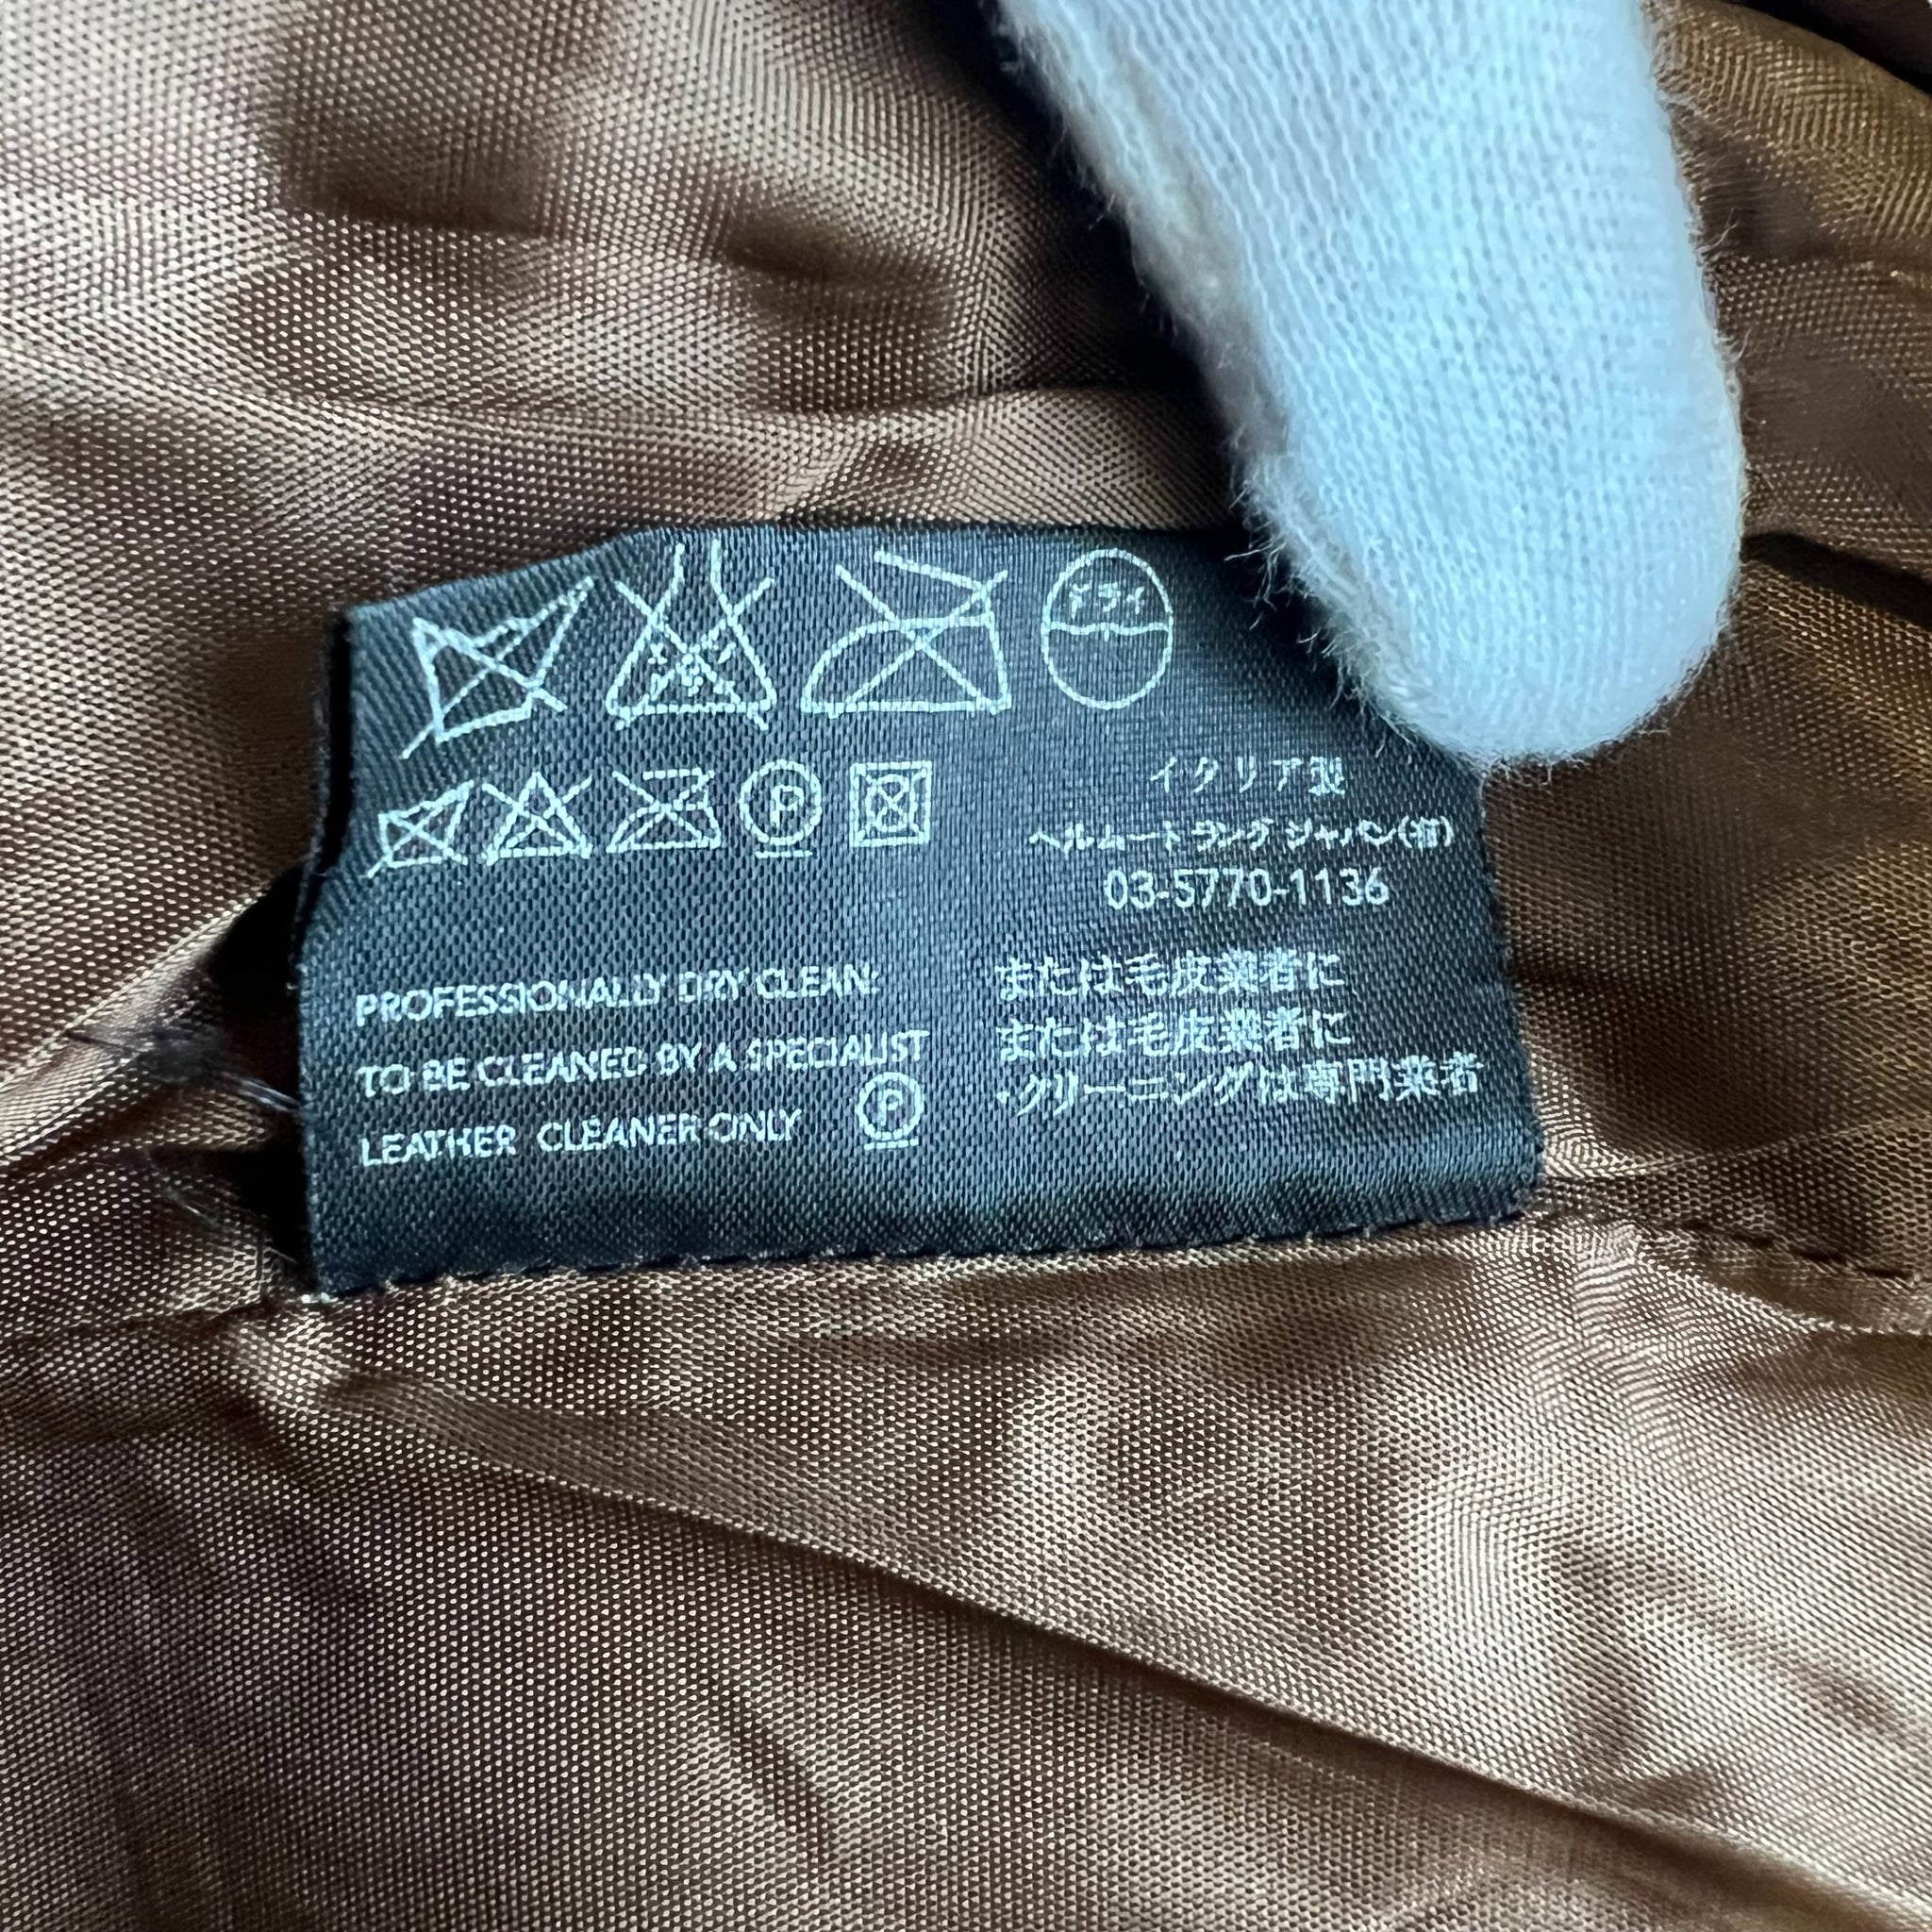 ドライ
イタリア製
ヘルムート ラング ジャパン(有)
03-5770-1136
P
PROFESSIONALLY DRY CLEAN:
TO BE CLEANED BY A SPECIALIST
LEATHER CLEANER ONLY P
または毛皮業者に
または毛皮業者に
・クリーニングは専門業者